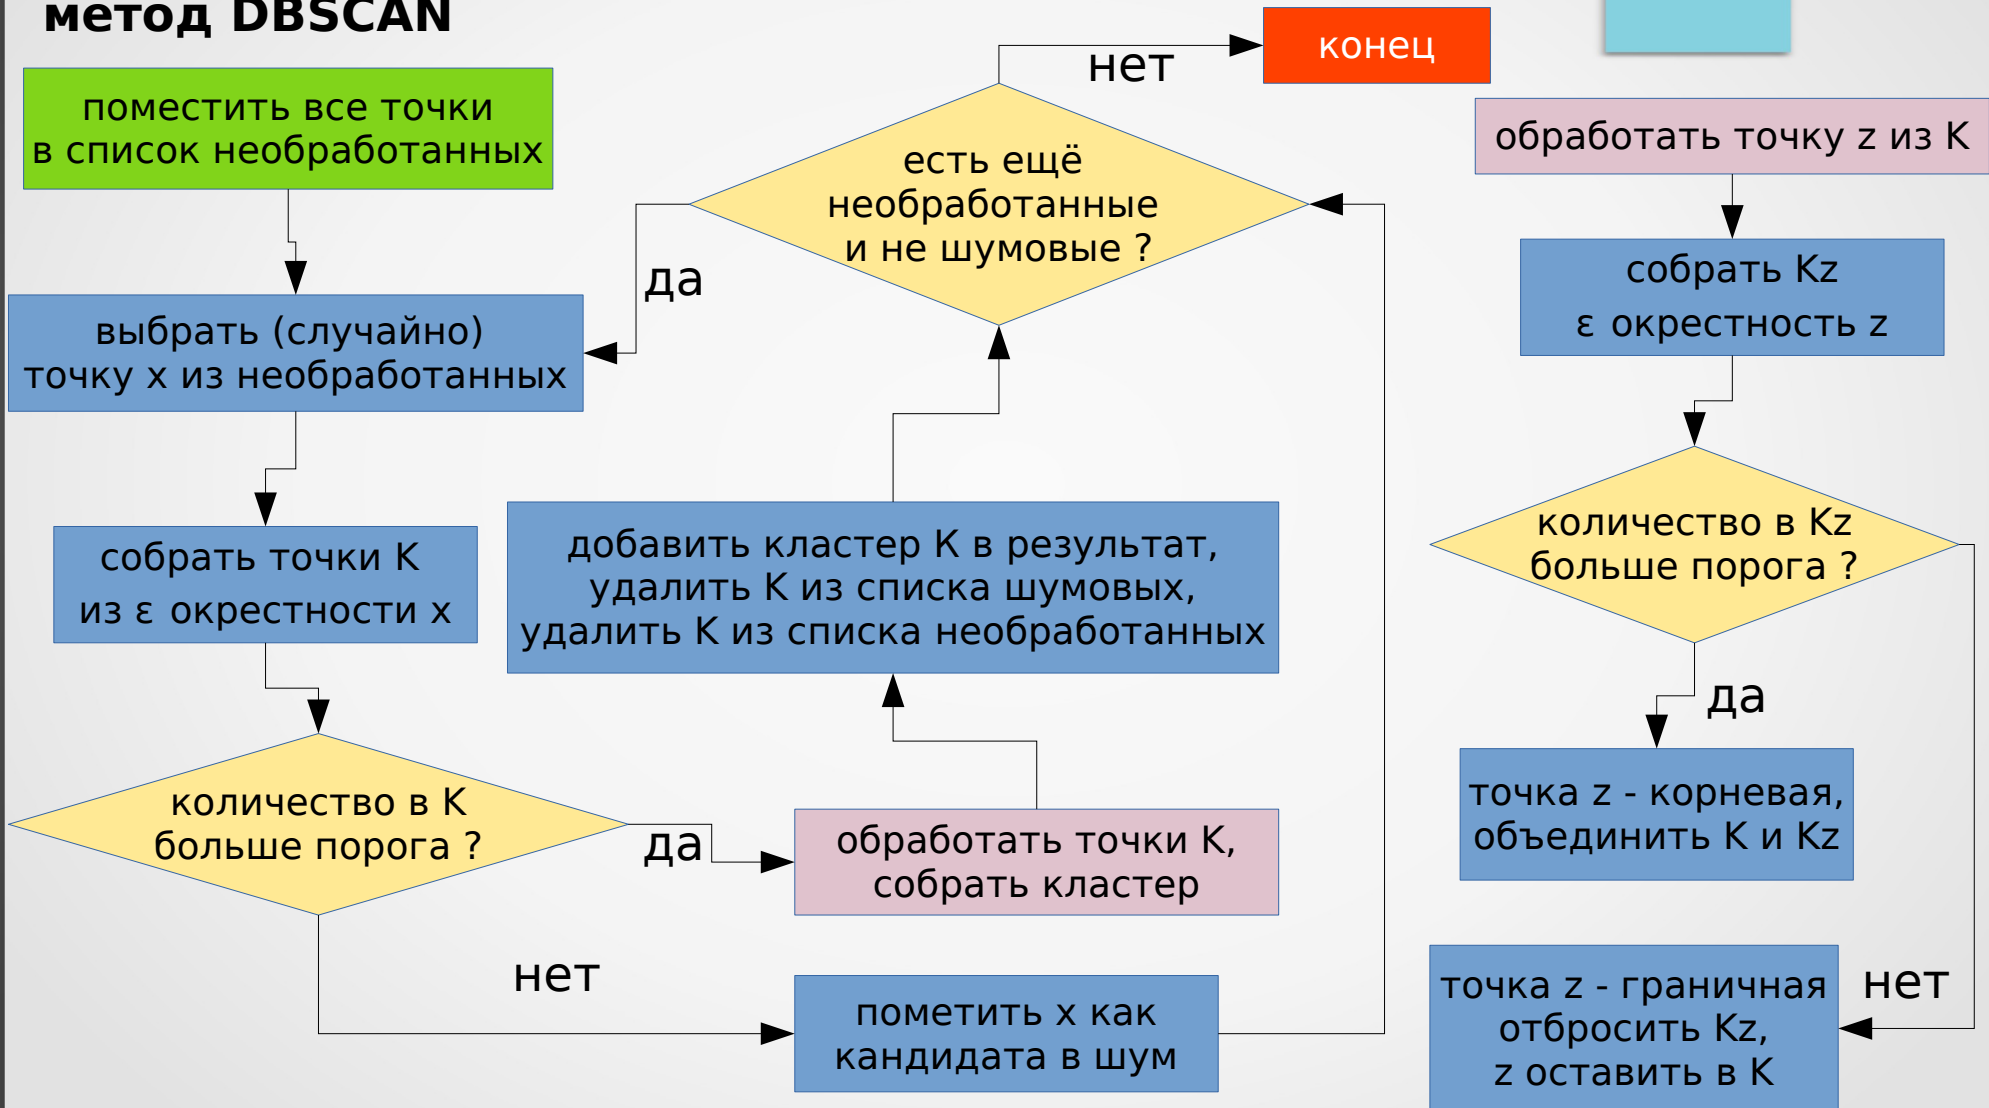 метод DBSCAN
поместить все точки
в список необработанных
выбрать (случайно)
точку x из необработанных
собрать точки K
из ε окрестности x
количество в K
больше порога ?
да
нет
обработать точки K,
собрать кластер
пометить x как
кандидата в шум
добавить кластер К в результат,
удалить K из списка шумовых,
удалить K из списка необработанных
есть ещё
необработанные
и не шумовые ?
да
нет
конец
обработать точку z из K
собрать Kz
ε окрестность z
количество в Kz
больше порога ?
да
точка z - корневая,
объединить K и Kz
нет
точка z - граничная
отбросить Kz,
z оставить в K